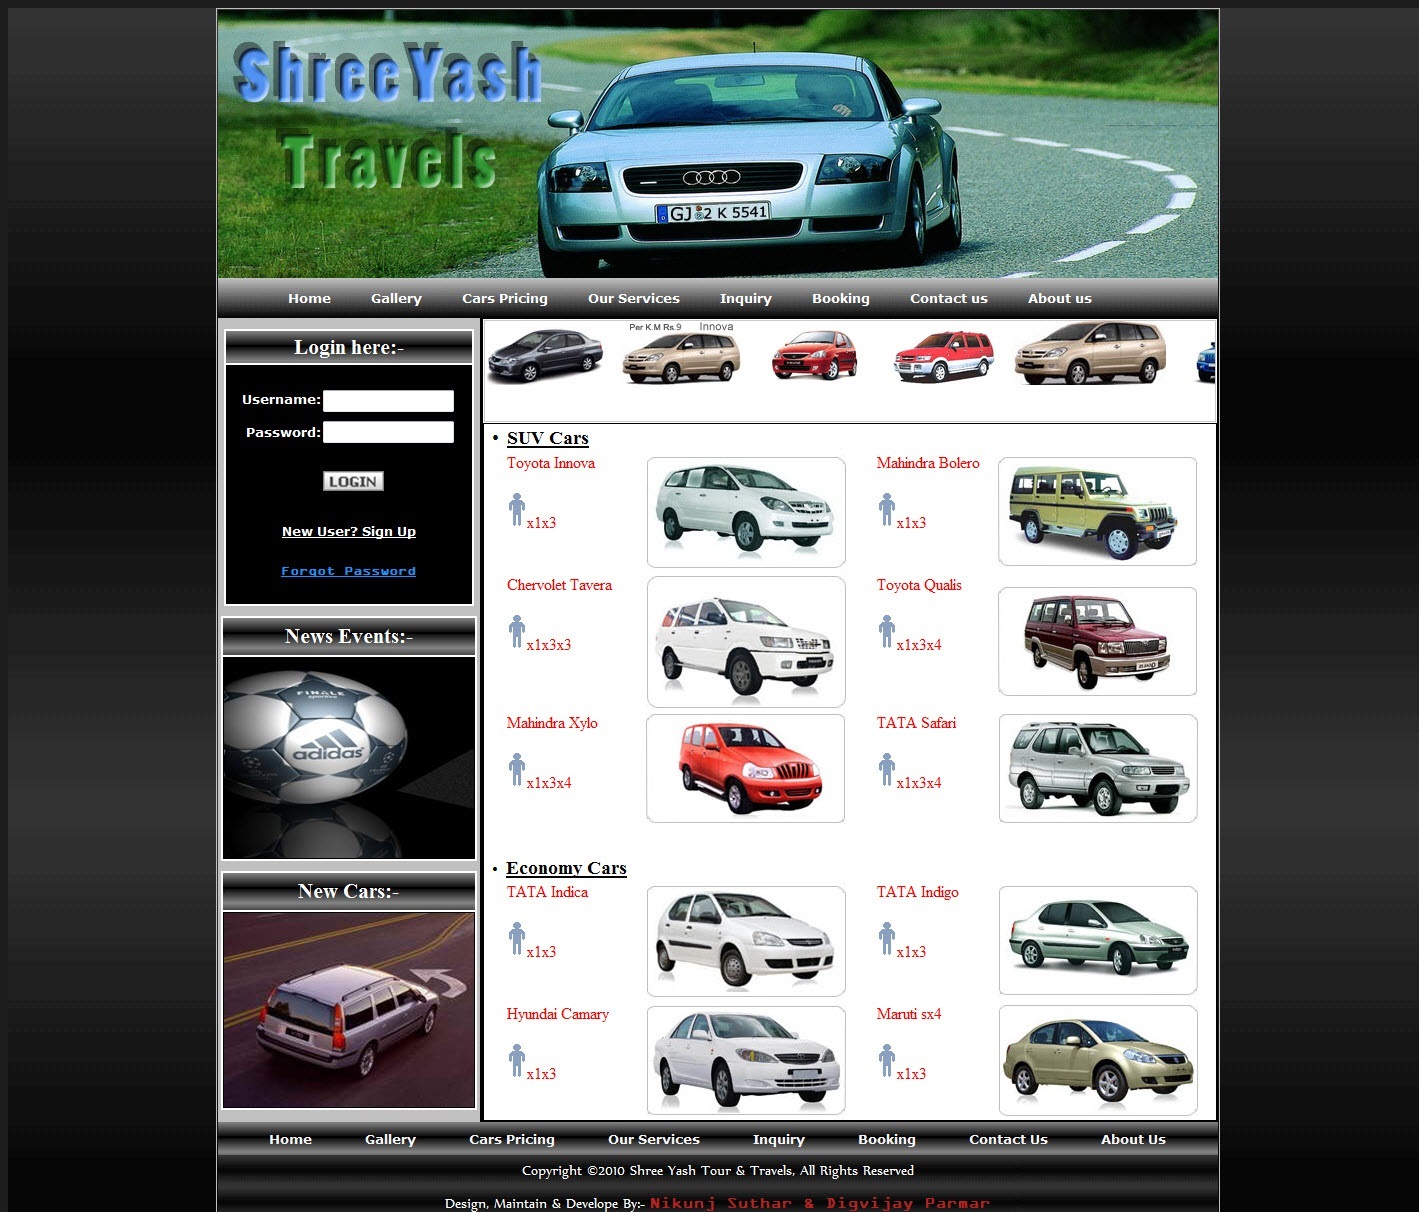 ShreeYash
Travels
GJ 2 K 5541
Home Gallery Cars Pricing Our Services Inquiry Booking Contact us About us
Login here:-
Username:
Password:
LOGIN
New User? Sign Up
Forgot Password
News Events:-
FINALE
adidas
New Cars:-
Per K.M Rs.9 Innova
• SUV Cars
Toyota Innova
x1x3
Mahindra Bolero
x1x3
Chervolet Tavera
x1x3x3
Toyota Qualis
x1x3x4
Mahindra Xylo
x1x3x4
TATA Safari
x1x3x4
• Economy Cars
TATA Indica
x1x3
TATA Indigo
x1x3
Hyundai Camary
x1x3
Maruti sx4
x1x3
Home Gallery Cars Pricing Our Services Inquiry Booking Contact Us About Us
Copyright ©2010 Shree Yash Tour & Travels, All Rights Reserved
Design, Maintain & Develope By:- Nikunj Suthar & Digvijay Parmar